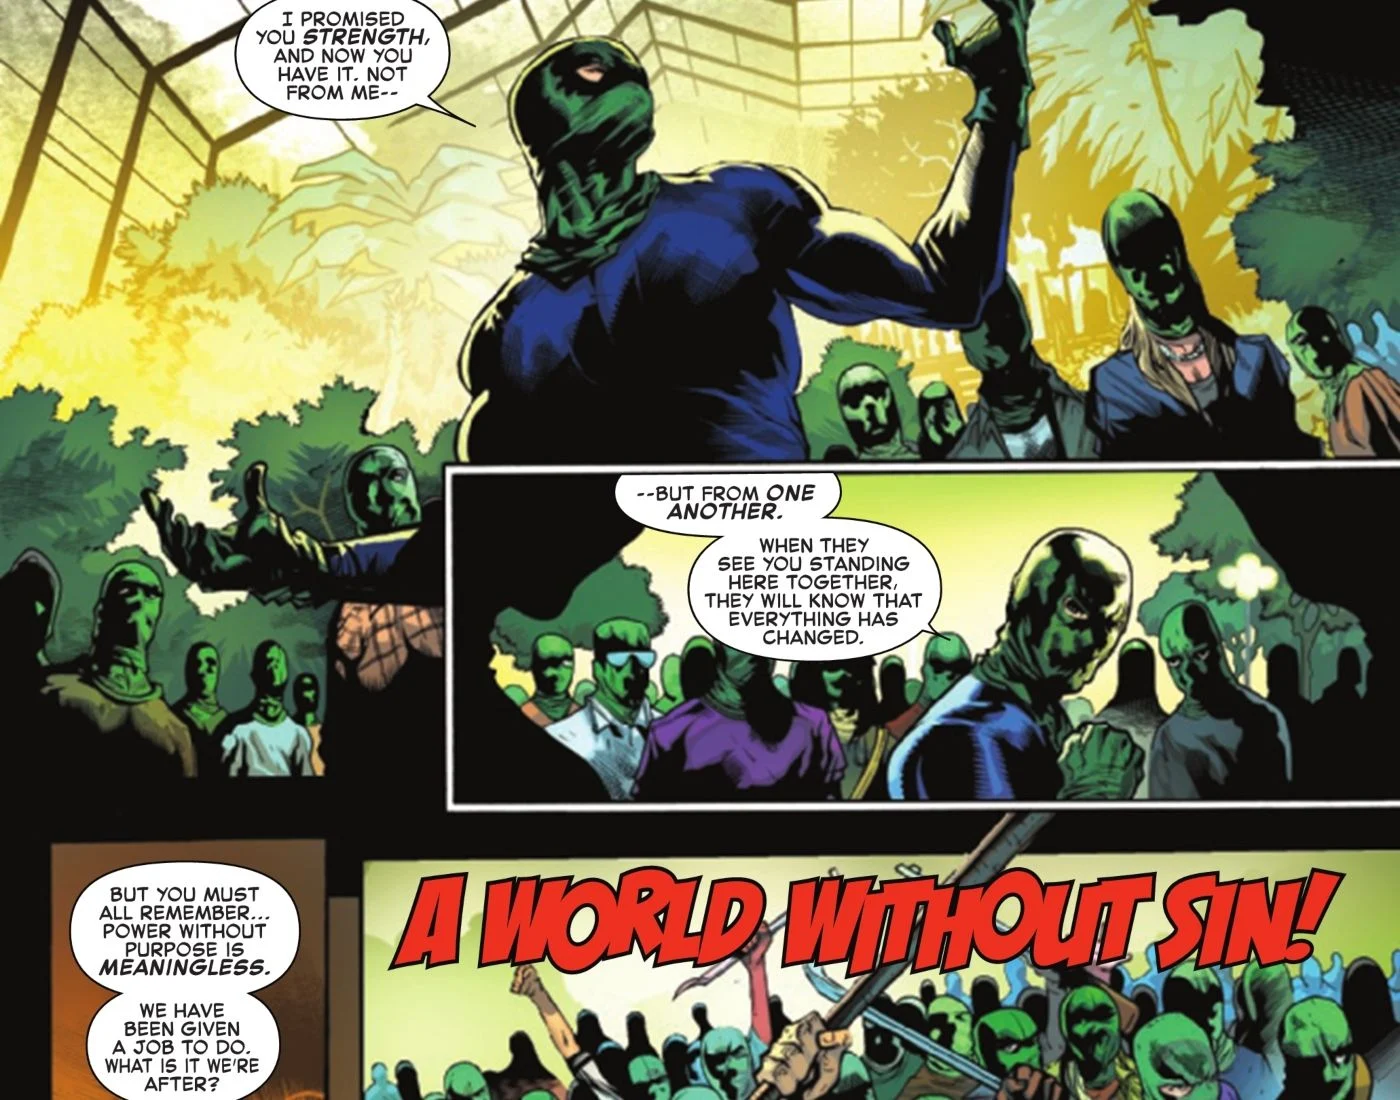 I PROMISED
YOU STRENGTH,
AND NOW YOU
HAVE IT. NOT
FROM ME--
--BUT FROM ONE
ANOTHER.
WHEN THEY
SEE YOU STANDING
HERE TOGETHER,
THEY WILL KNOW THAT
EVERYTHING HAS
CHANGED.
BUT YOU MUST
ALL REMEMBER...
POWER WITHOUT
PURPOSE IS
MEANINGLESS.
WE HAVE
BEEN GIVEN
A JOB TO DO.
WHAT IS IT WE'RE
AFTER?
A WORLD WITHOUT SIN!